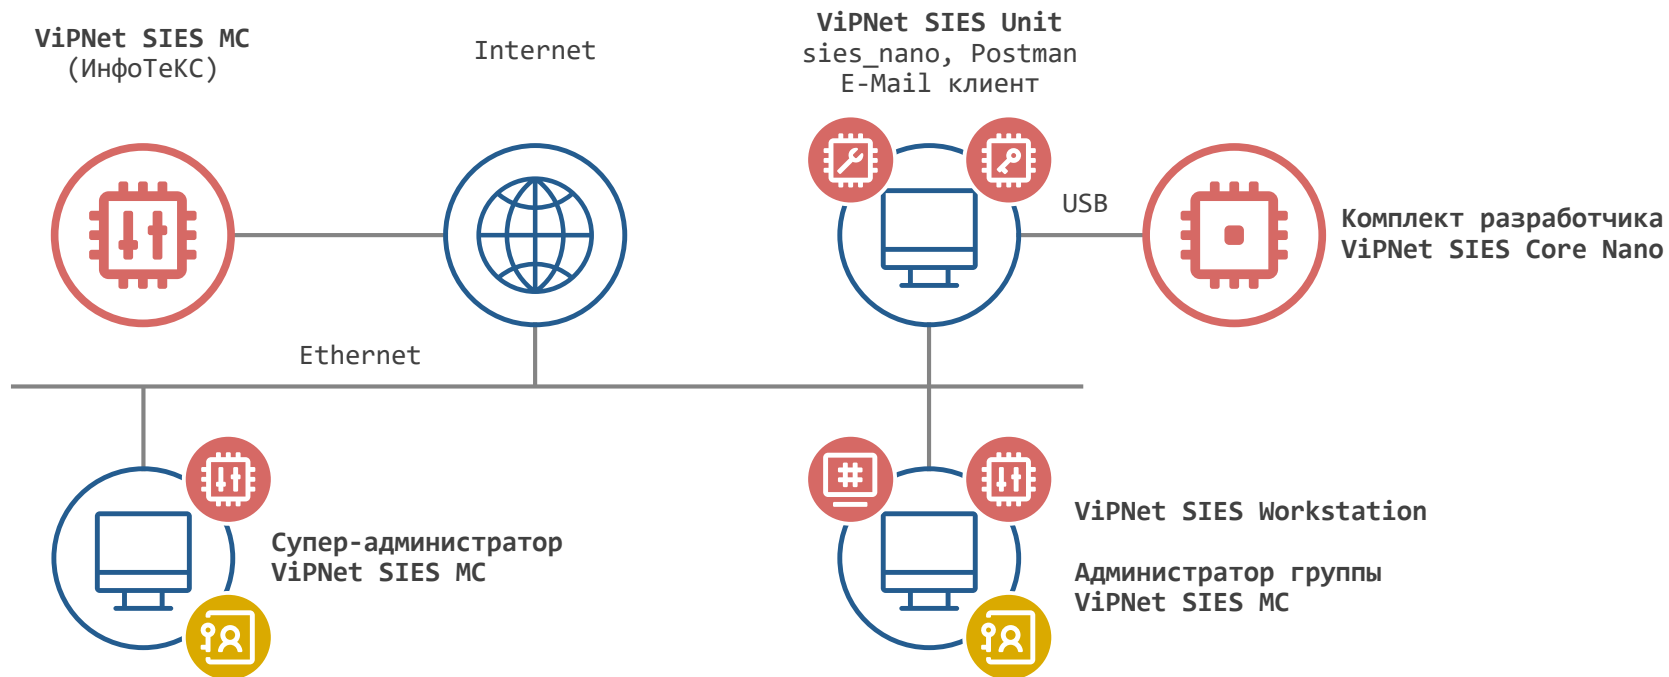 ViPNet SIES MC
(ИнфоТеКС)
Internet
ViPNet SIES Unit
sies_nano, Postman
E-Mail клиент
USB
Комплект разработчика
ViPNet SIES Core Nano
Ethernet
Супер-администратор
ViPNet SIES MC
ViPNet SIES Workstation
Администратор группы
ViPNet SIES MC